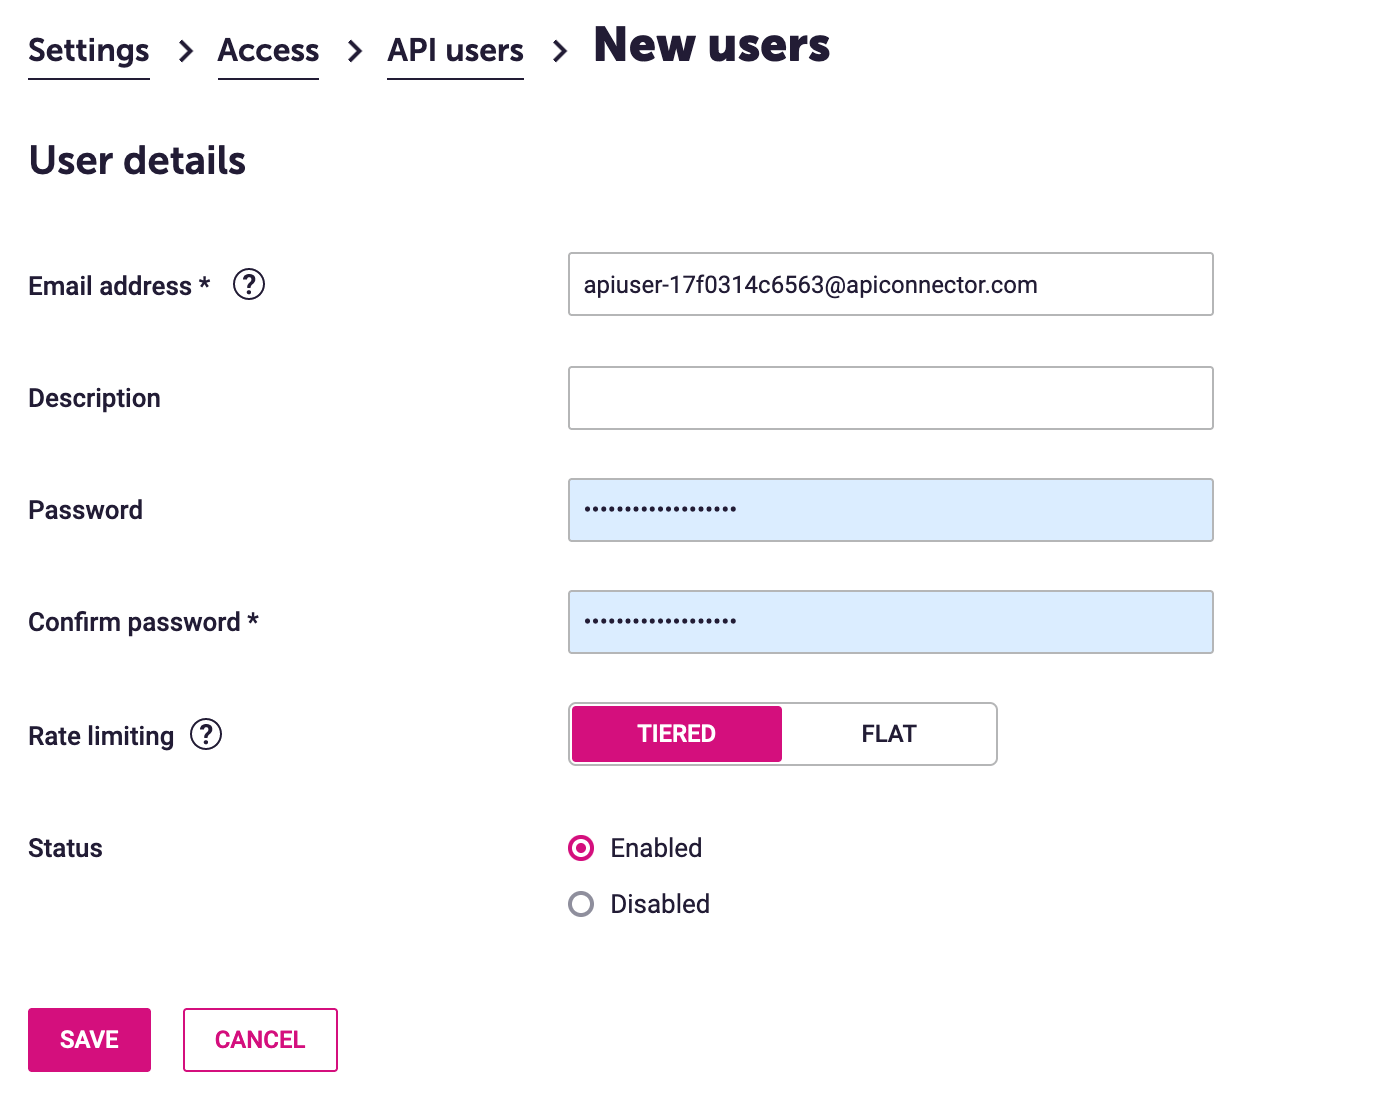 Settings > Access > API users > New users
User details
Email address * ?
apiuser-17f0314c6563@apiconnector.com
Description
Password
•••••••••••••••••••
Confirm password *
•••••••••••••••••••
Rate limiting ?
TIERED FLAT
Status
Enabled
Disabled
SAVE CANCEL